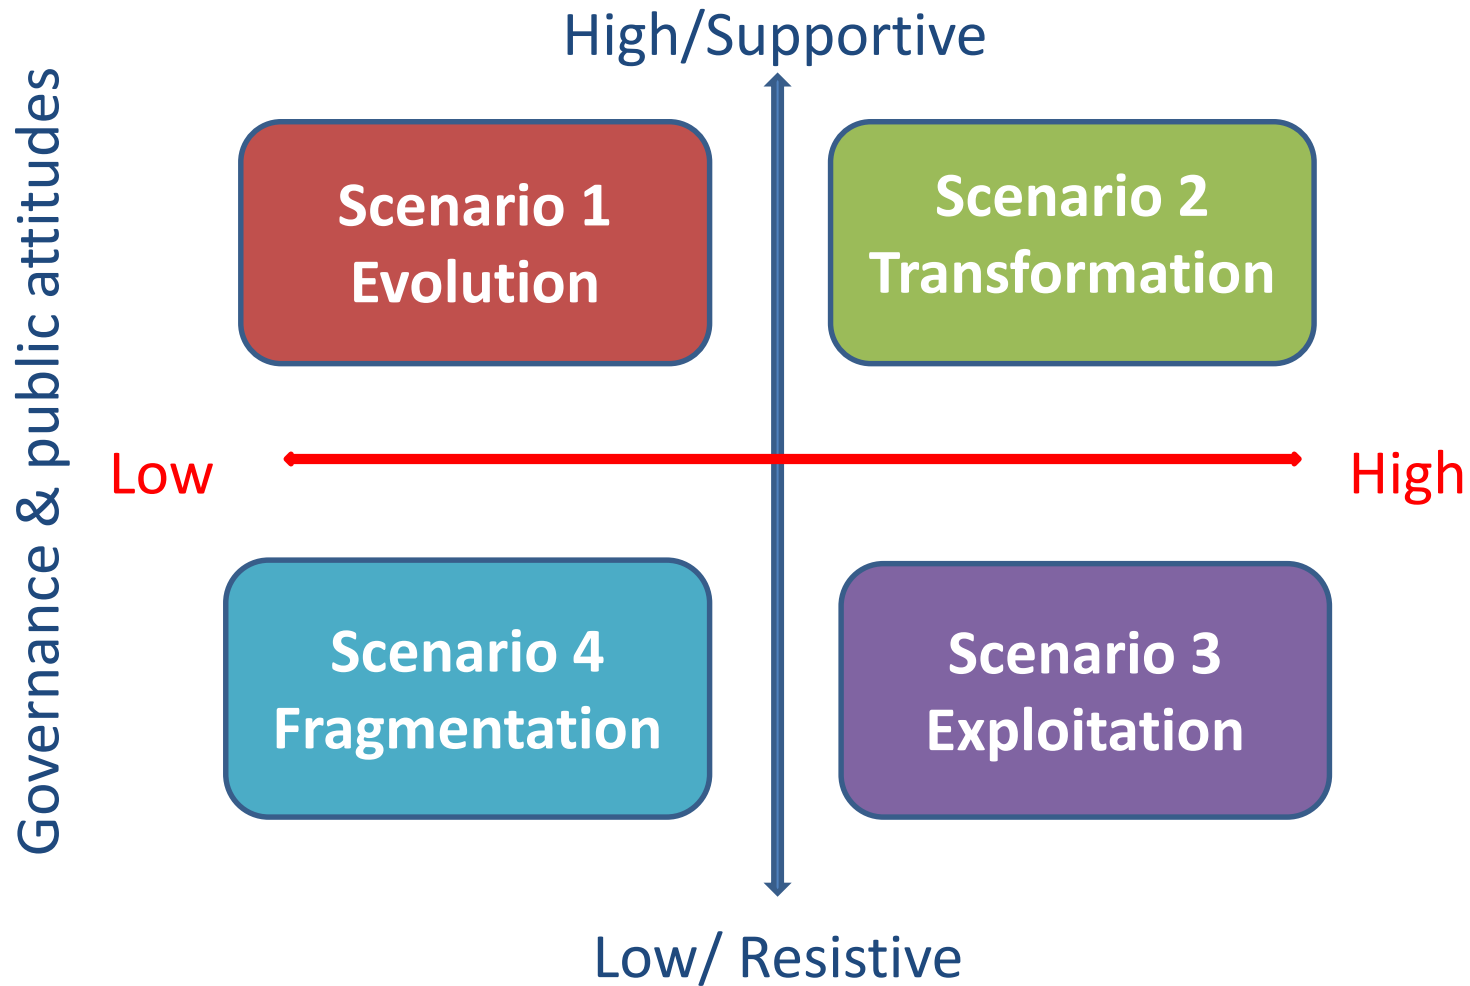 High/Supportive
Governance & public attitudes
Scenario 1
Evolution
Scenario 2
Transformation
Low
High
Scenario 4
Fragmentation
Scenario 3
Exploitation
Low/ Resistive